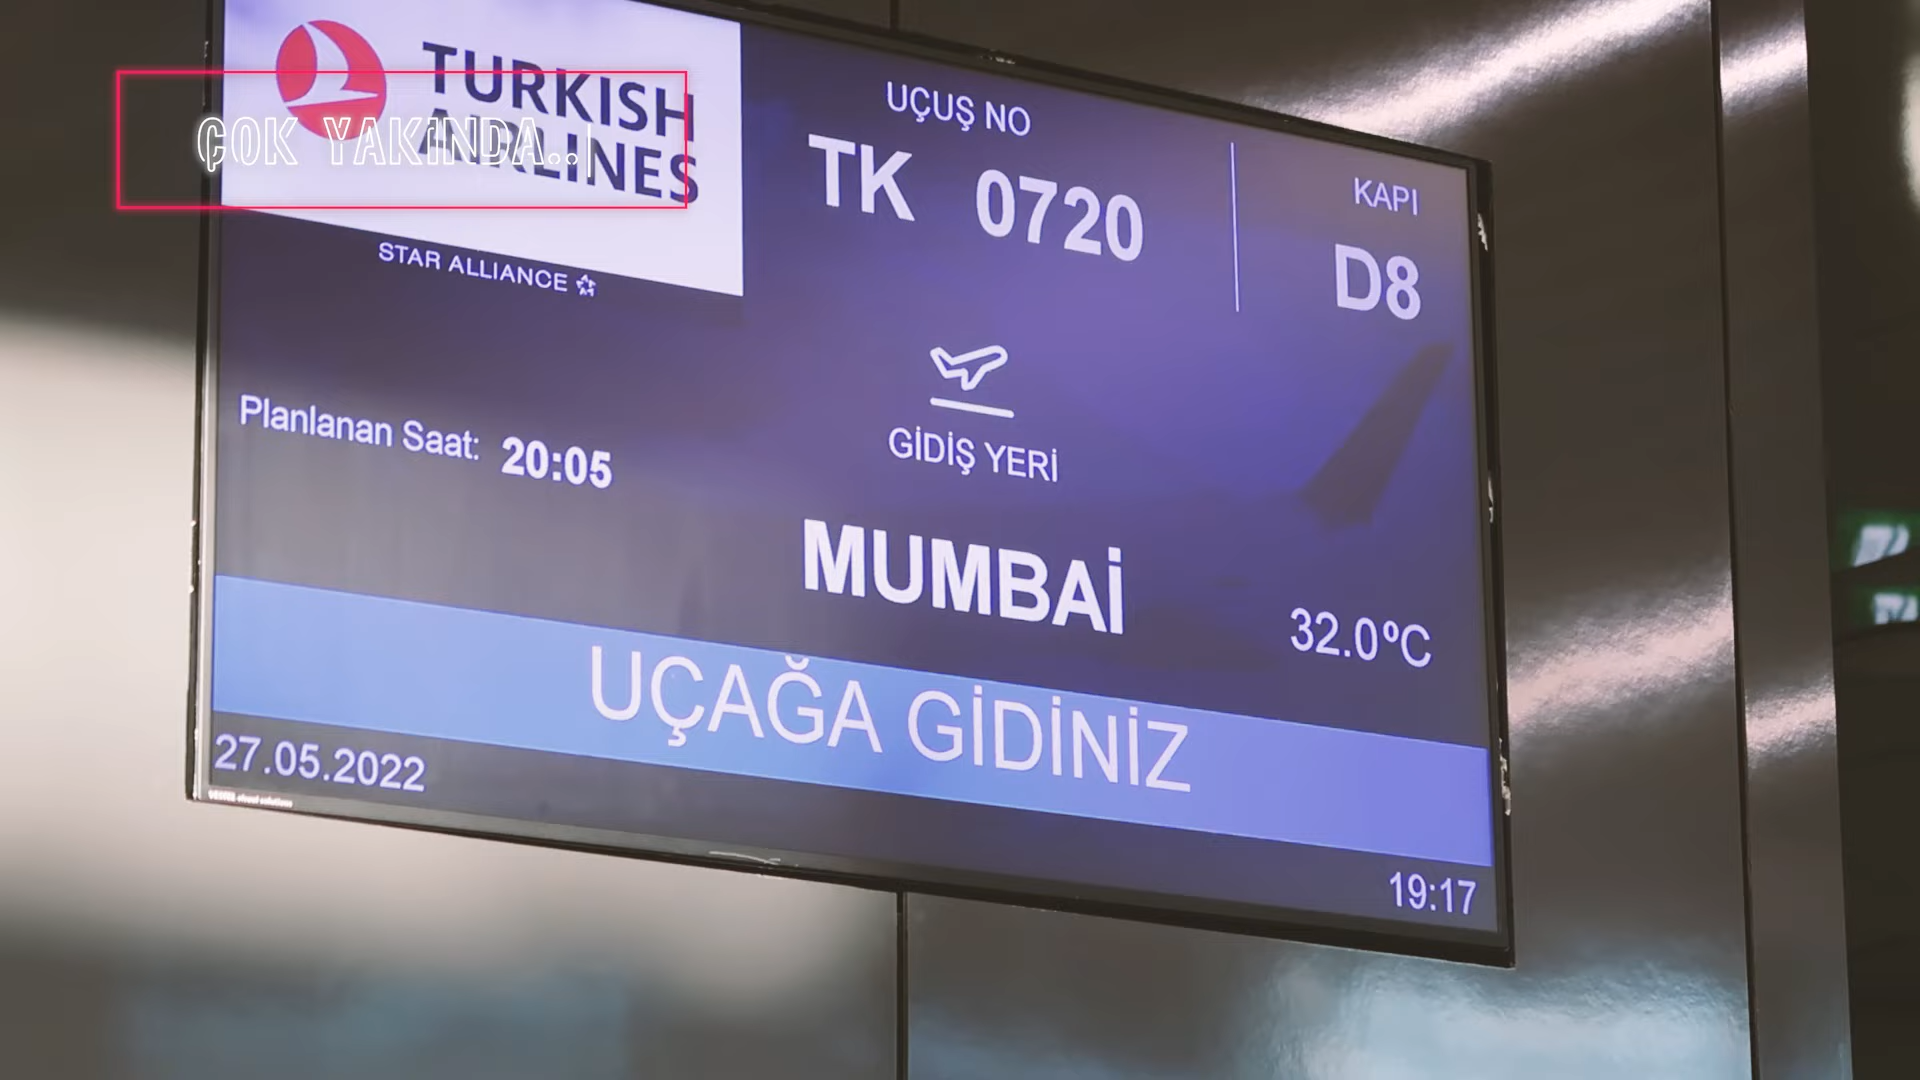 TURKISH
AIRLINES
ÇOK YAKINDA..
STAR ALLIANCE
UÇUŞ NO
TK 0720
KAPI
D8
Planlanan Saat: 20:05
GİDİŞ YERİ
MUMBAİ
32.0°C
UÇAĞA GİDİNİZ
27.05.2022
19:17